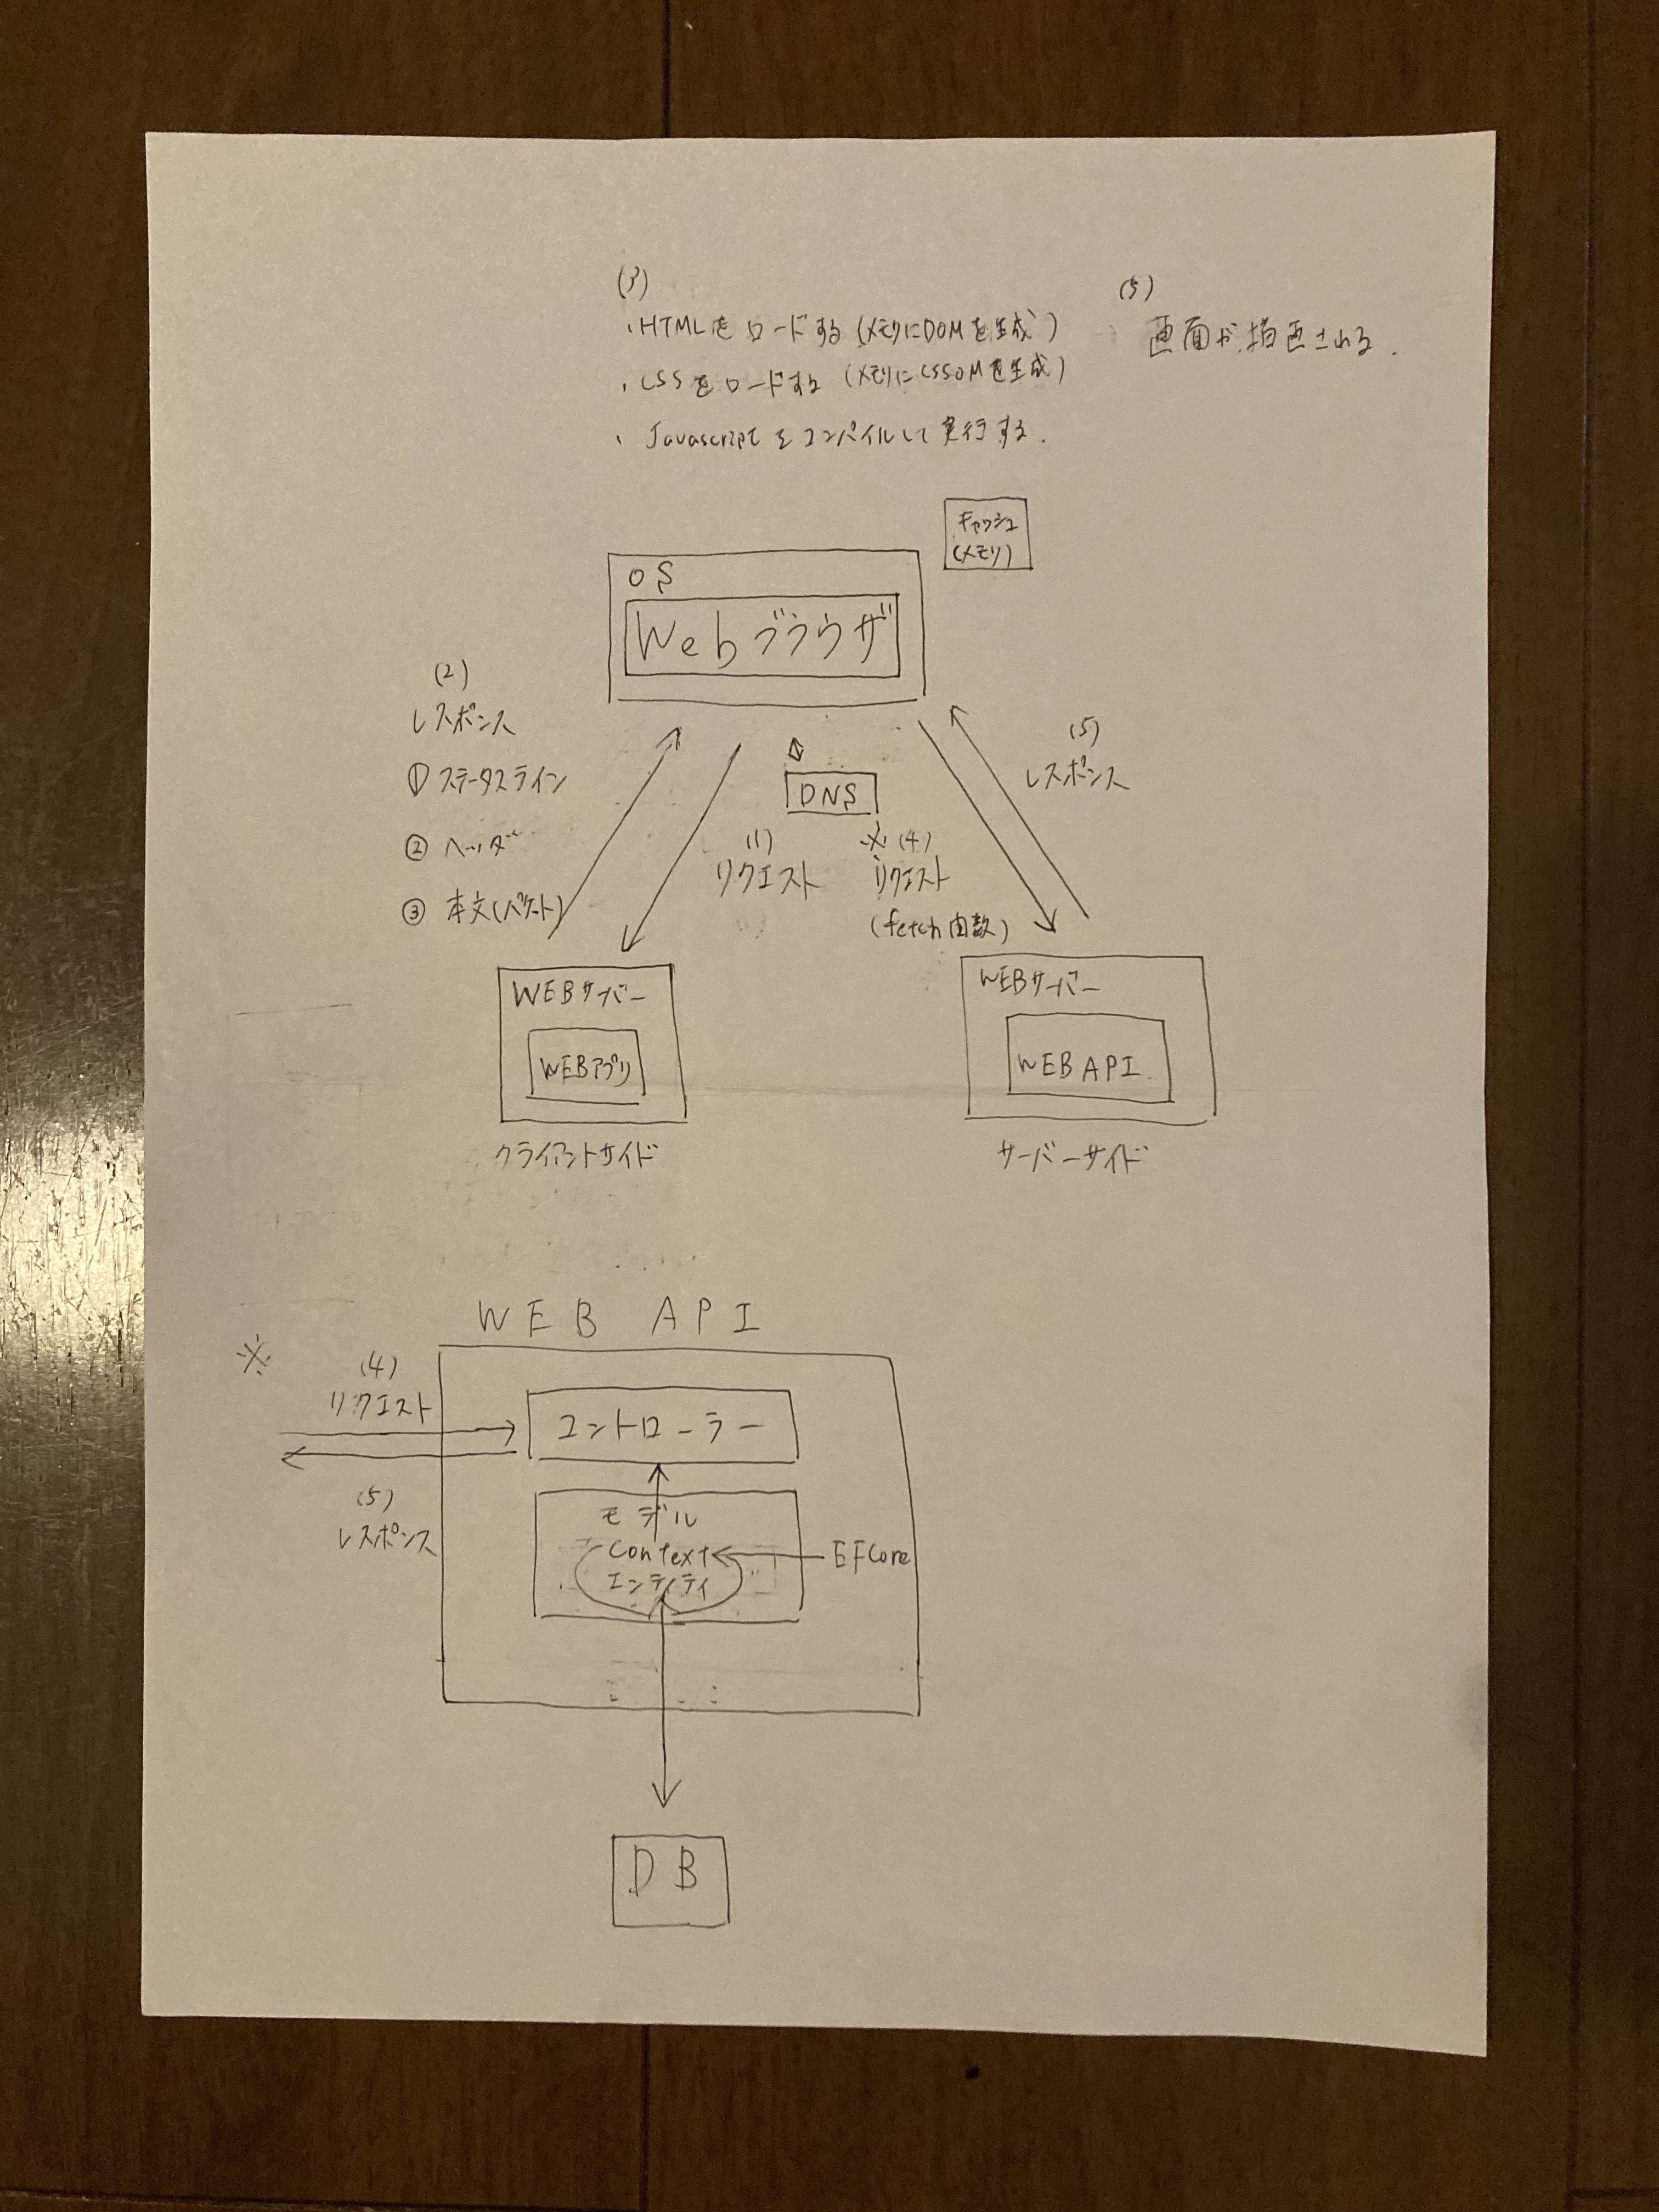 (3)
・HTMLをロードする(メモリにDOMを生成)
・CSSをロードする (メモリにCSSOMを生成)
・Javascriptをコンパイルして実行する.
(5)
画面が描画される.
キャッシュ
(メモリ)
OS
Webブラウザ
(2)
レスポンス
① ステータスライン
② ヘッダー
③ 本文(パケット)
DNS
(1)
リクエスト
※(4)
リクエスト
(fetch関数)
(5)
レスポンス
WEBサーバー
WEBアプリ
クライアントサイド
WEBサーバー
WEB API
サーバーサイド
WEB API
※
(4)
リクエスト
(5)
レスポンス
コントローラー
モデル
Context
エンティティ
EFCore
DB